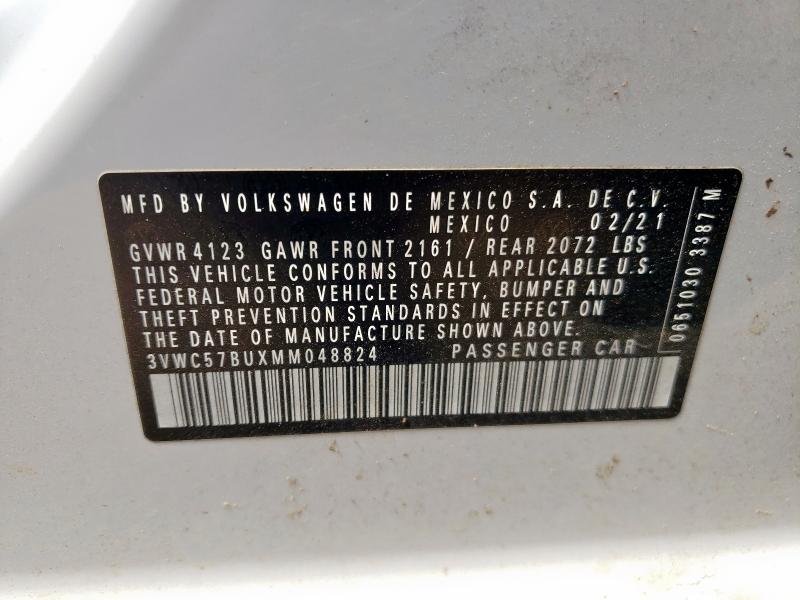 MFD BY VOLKSWAGEN DE MEXICO S.A. DE C.V.
MEXICO 02/21
GVWR 4123 GAWR FRONT 2161 / REAR 2072 LBS
THIS VEHICLE CONFORMS TO ALL APPLICABLE U.S.
FEDERAL MOTOR VEHICLE SAFETY, BUMPER AND
THEFT PREVENTION STANDARDS IN EFFECT ON
THE DATE OF MANUFACTURE SHOWN ABOVE.
3VWC57BUXMM048824 PASSENGER CAR
0651030 3387 M